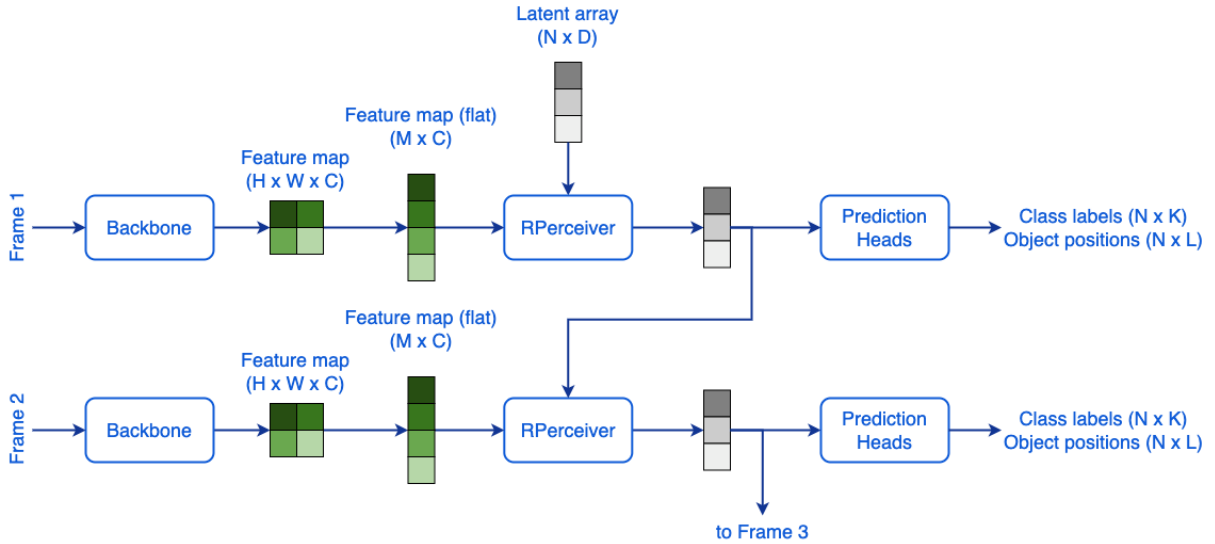 Latent array
(N x D)
Feature map (flat)
(M x C)
Feature map
(H x W x C)
Frame 1
Backbone
RPerceiver
Prediction
Heads
Class labels (N x K)
Object positions (N x L)
Feature map (flat)
(M x C)
Feature map
(H x W x C)
Frame 2
Backbone
RPerceiver
Prediction
Heads
Class labels (N x K)
Object positions (N x L)
to Frame 3